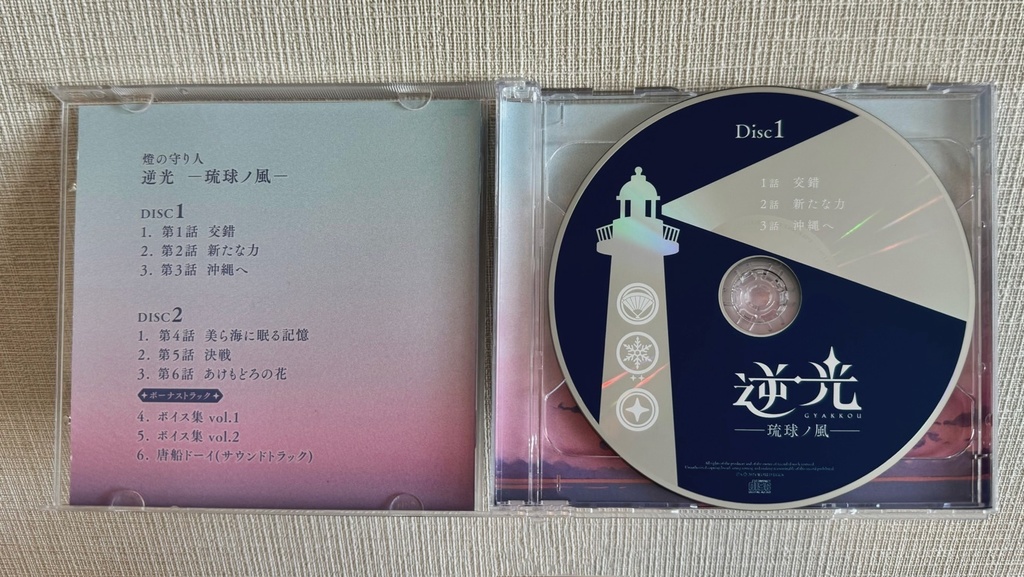 燈の守り人
逆光 ―琉球ノ風―
DISC1
1. 第1話 交錯
2. 第2話 新たな力
3. 第3話 沖縄へ
DISC2
1. 第4話 美ら海に眠る記憶
2. 第5話 決戦
3. 第6話 あけもどろの花
ボーナストラック
4. ボイス集 vol.1
5. ボイス集 vol.2
6. 唐船ドーイ(サウンドトラック)
Disc1
1話 交錯
2話 新たな力
3話 沖縄へ
逆光
GYAKKOU
―琉球ノ風―